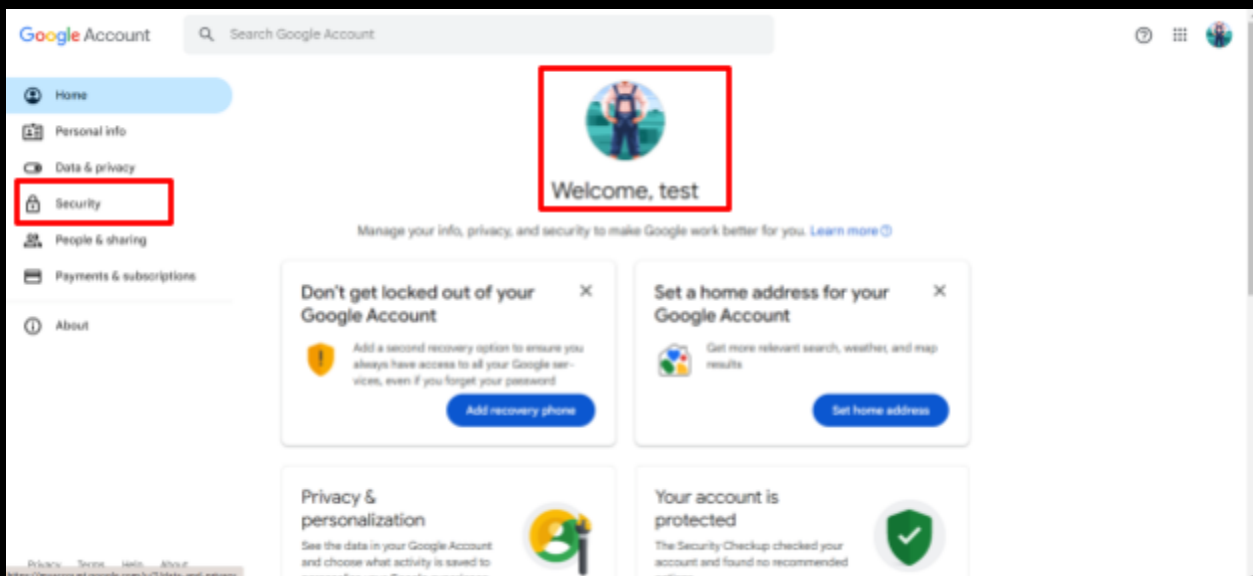 Google Account
Search Google Account
Home
Personal info
Data & privacy
Security
People & sharing
Payments & subscriptions
About
Welcome, test
Manage your info, privacy, and security to make Google work better for you. Learn more
Don't get locked out of your
Google Account
Add a second recovery option to ensure you
always have access to all your Google ser-
vices, even if you forget your password
Add recovery phone
Set a home address for your
Google Account
Get more relevant search, weather, and map
results
Set home address
Privacy &
personalization
See the data in your Google Account
and choose what activity is saved to
Your account is
protected
The Security Checkup checked your
account and found no recommended
Privacy Terms Help About